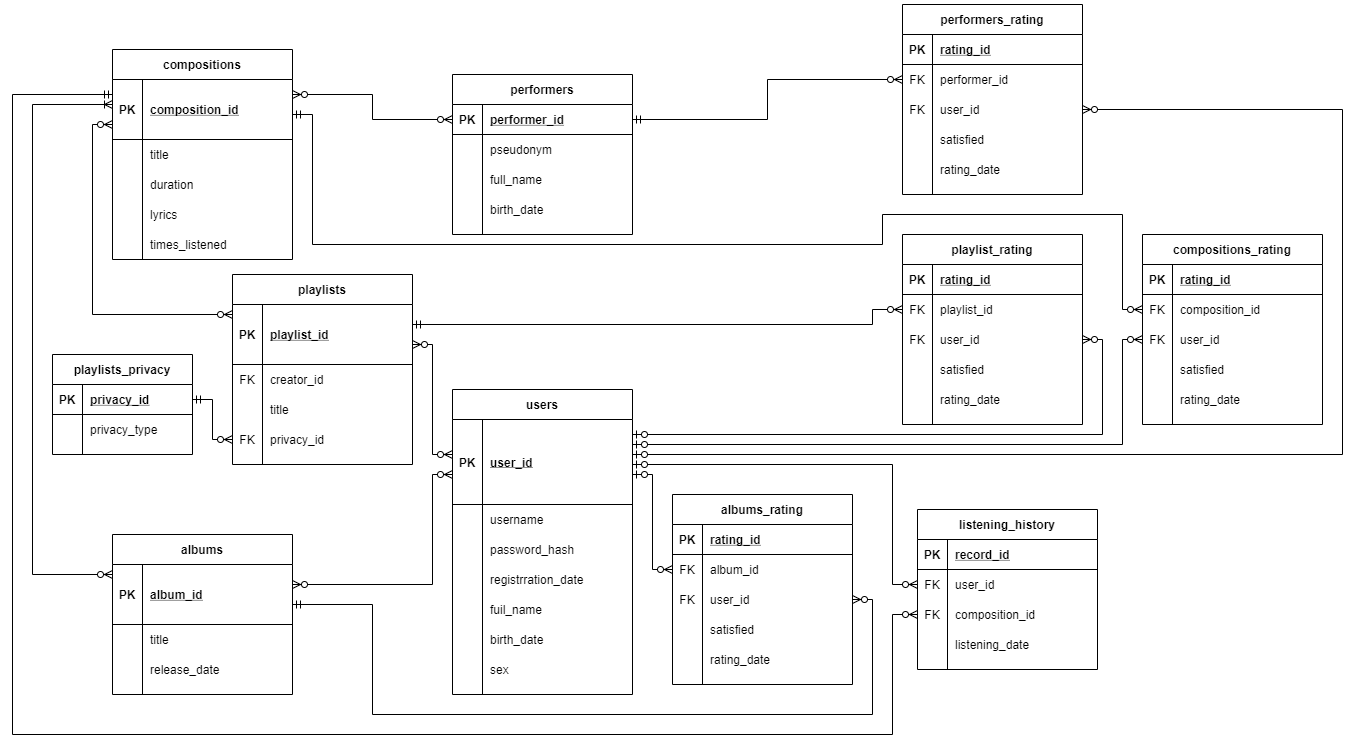 compositions
PK composition_id
title
duration
lyrics
times_listened
performers
PK performer_id
pseudonym
full_name
birth_date
performers_rating
PK rating_id
FK performer_id
FK user_id
satisfied
rating_date
playlists
PK playlist_id
FK creator_id
title
FK privacy_id
playlists_privacy
PK privacy_id
privacy_type
playlist_rating
PK rating_id
FK playlist_id
FK user_id
satisfied
rating_date
compositions_rating
PK rating_id
FK composition_id
FK user_id
satisfied
rating_date
users
PK user_id
username
password_hash
registrration_date
fuil_name
birth_date
sex
albums
PK album_id
title
release_date
albums_rating
PK rating_id
FK album_id
FK user_id
satisfied
rating_date
listening_history
PK record_id
FK user_id
FK composition_id
listening_date